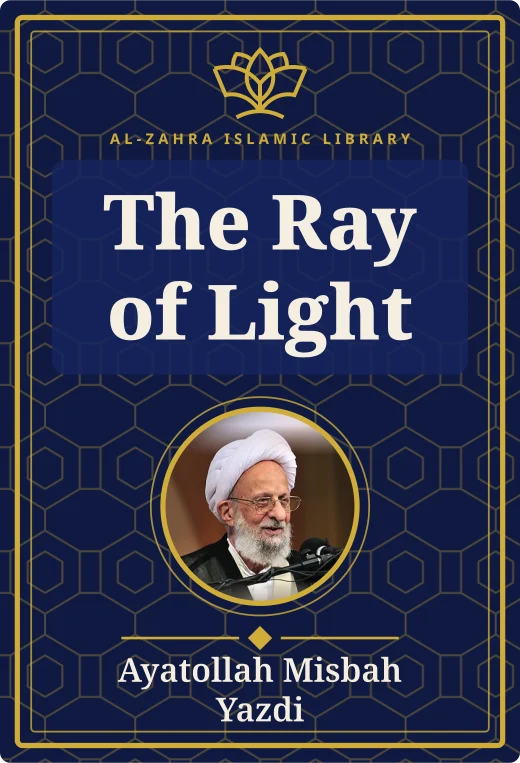 AL-ZAHRA ISLAMIC LIBRARY
The Ray
of Light
Ayatollah Misbah
Yazdi